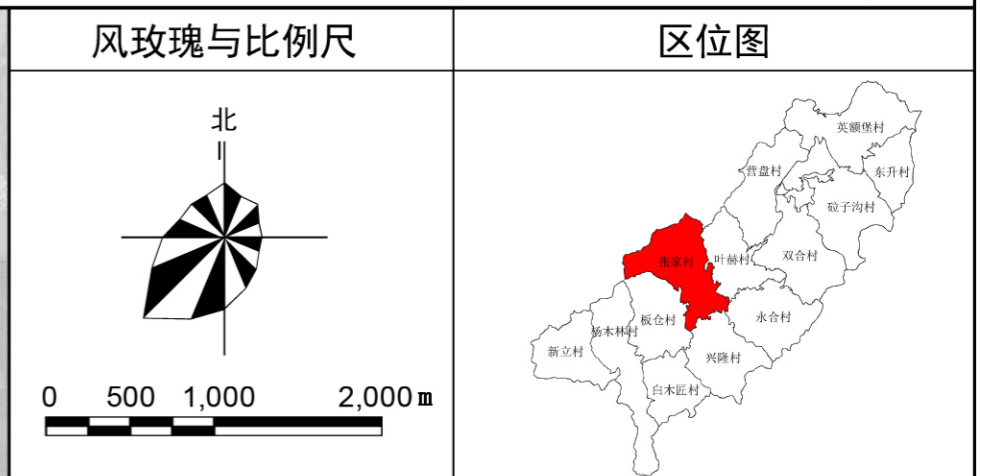 风玫瑰与比例尺
区位图
北
0 500 1,000 2,000 m
英额堡村
营盘村
东升村
砬子沟村
张家村
叶赫村
双合村
板仓村
永合村
杨木林村
新立村
兴隆村
白木匠村